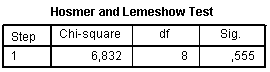 Hosmer and Lemeshow Test
Step Chi-square df Sig.
1 6,832 8 ,555